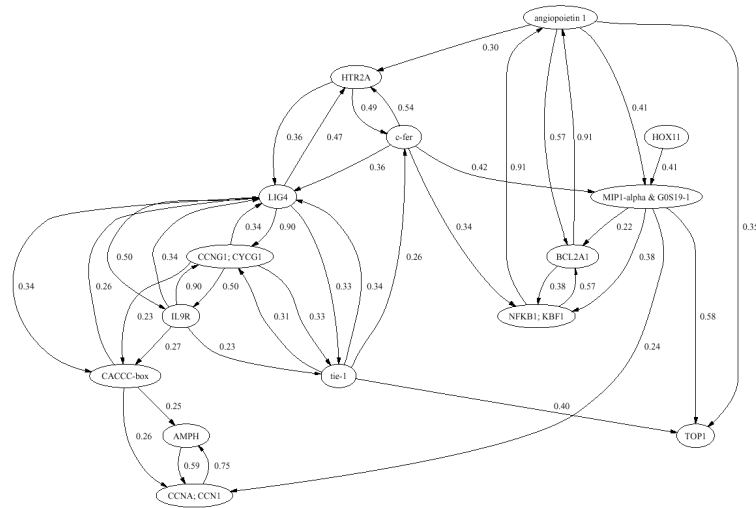 angiopoietin 1
0.30
HTR2A
0.49
0.54
0.41
0.36
0.47
c-fer
0.57
0.91
HOX11
0.36
0.42
0.91
0.41
LIG4
MIP1-alpha & G0S19-1
0.34
0.90
0.34
0.22
0.35
0.50
0.34
CCNG1; CYCG1
BCL2A1
0.38
0.34
0.26
0.90
0.50
0.33
0.34
0.26
0.38
0.57
0.33
0.23
IL9R
0.31
NFKB1; KBF1
0.58
0.27
0.23
0.24
CACCC-box
tie-1
0.25
0.40
0.26
AMPH
TOP1
0.59
0.75
CCNA; CCN1